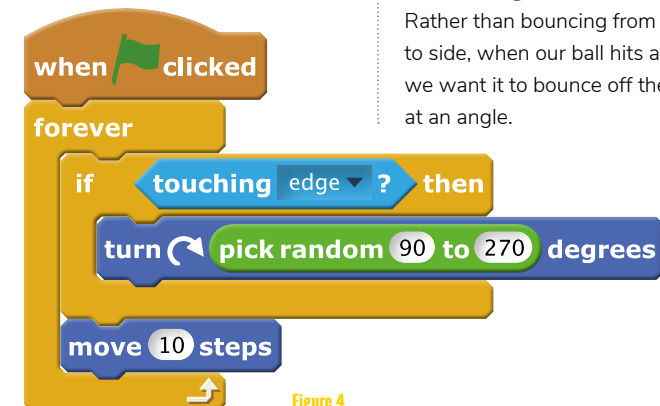 Rather than bouncing from
to side, when our ball hits a
we want it to bounce off the
at an angle.
when clicked
forever
if touching edge ? then
turn pick random 90 to 270 degrees
move 10 steps
Figure 4